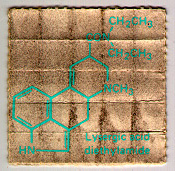 CH₂CH₃
CH₂CH₃
NCH₃
Lysergic acid
diethylamide
HN